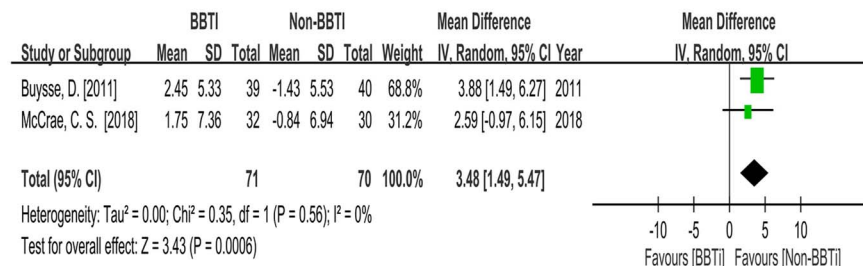 BBTI Non-BBTI Mean Difference Mean Difference
Study or Subgroup Mean SD Total Mean SD Total Weight IV, Random, 95% CI Year IV, Random, 95% CI
Buysse, D. [2011] 2.45 5.33 39 -1.43 5.53 40 68.8% 3.88 [1.49, 6.27] 2011
McCrae, C. S. [2018] 1.75 7.36 32 -0.84 6.94 30 31.2% 2.59 [-0.97, 6.15] 2018
Total (95% CI) 71 70 100.0% 3.48 [1.49, 5.47]
Heterogeneity: Tau² = 0.00; Chi² = 0.35, df = 1 (P = 0.56); I² = 0%
Test for overall effect: Z = 3.43 (P = 0.0006)
-10 -5 0 5 10
Favours [BBTi] Favours [Non-BBTi]